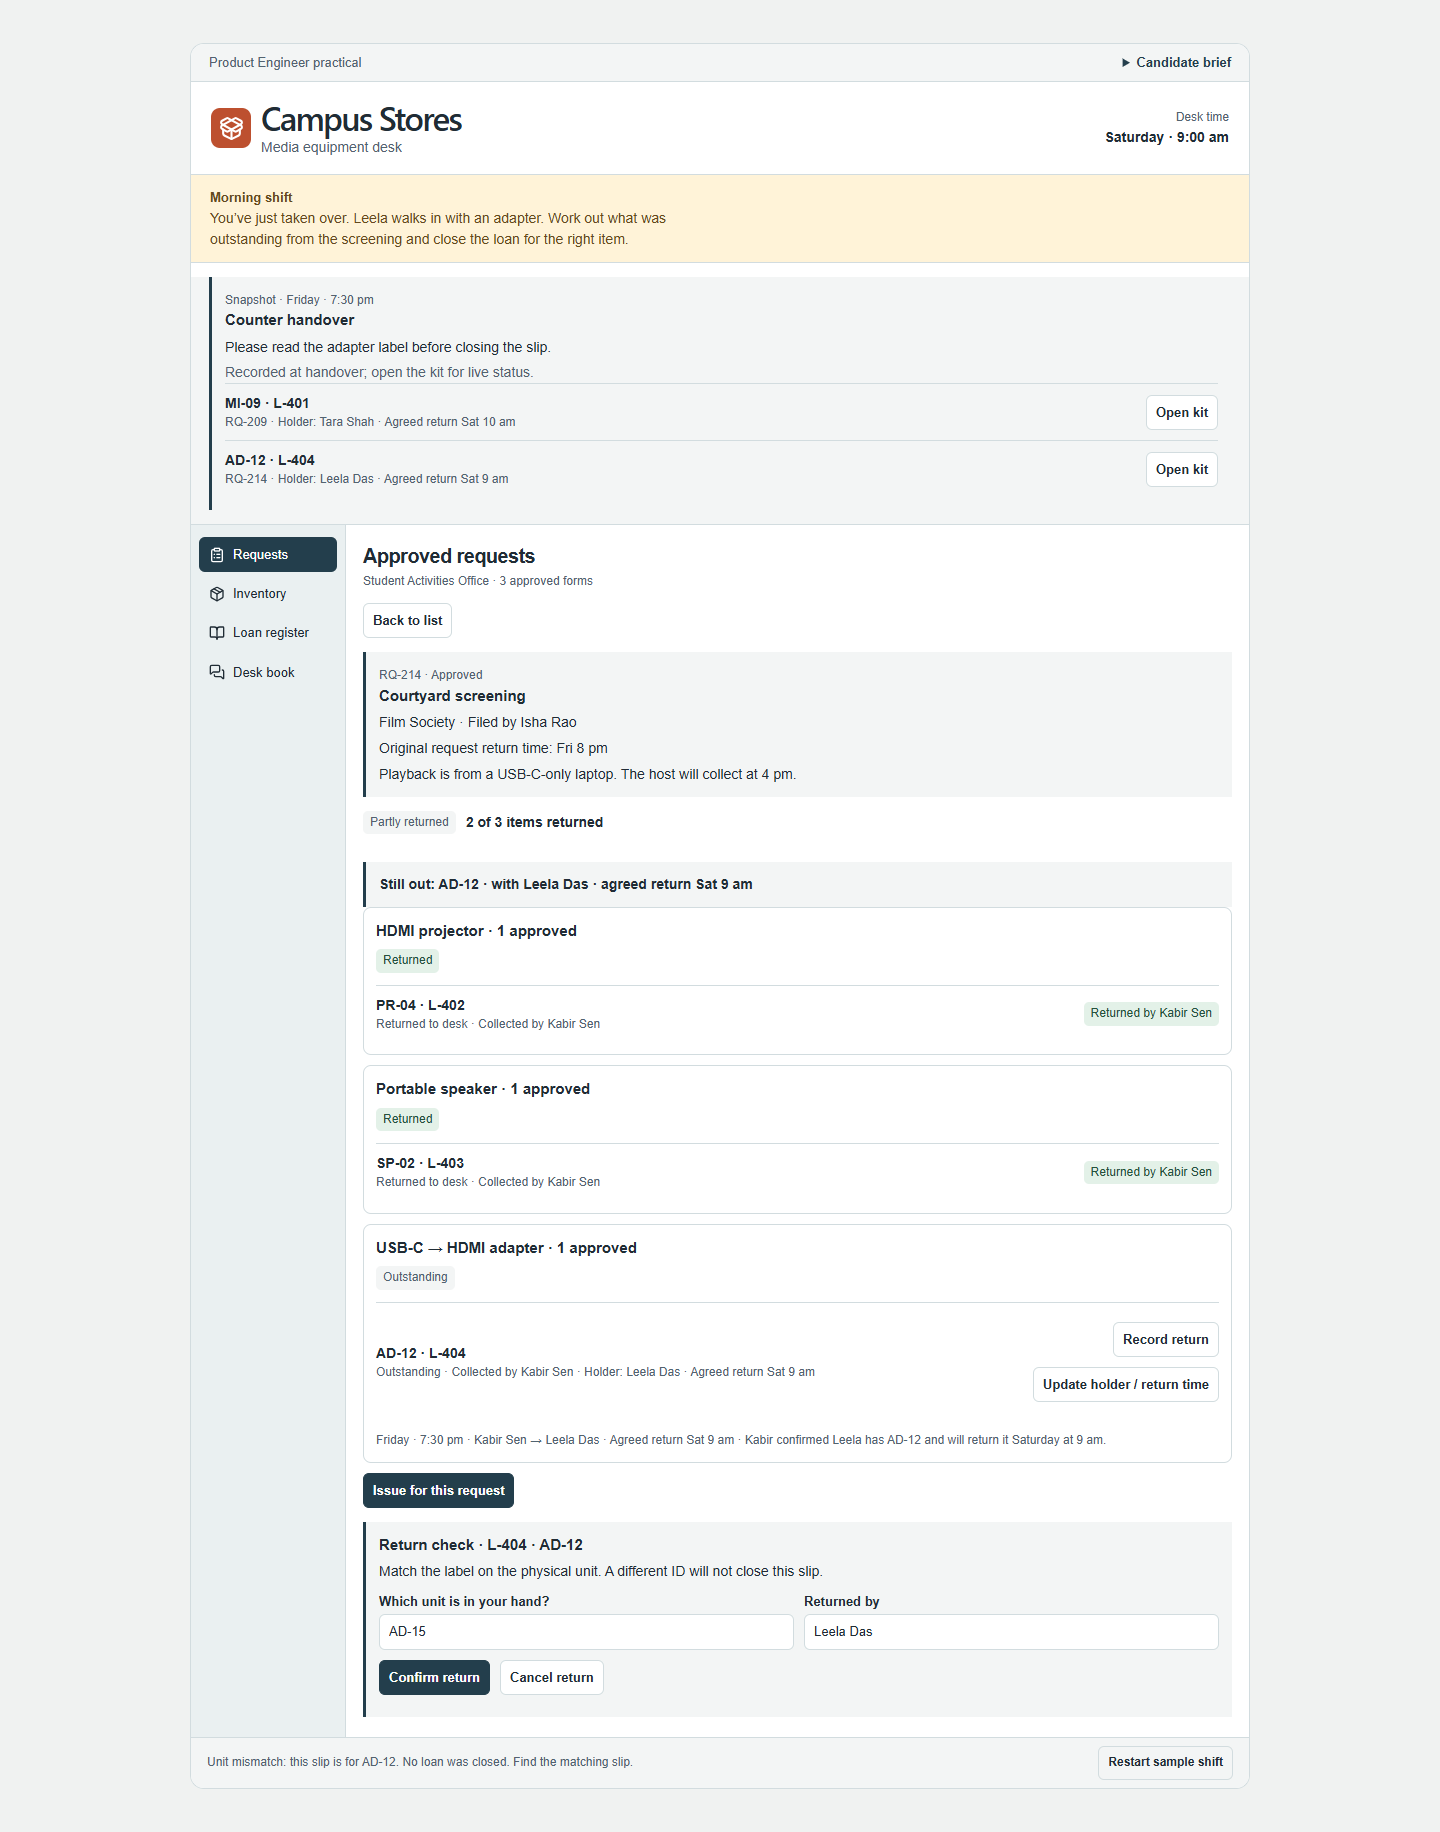 Product Engineer practical
Candidate brief
Campus Stores
Media equipment desk
Desk time
Saturday · 9:00 am
Morning shift
You’ve just taken over. Leela walks in with an adapter. Work out what was
outstanding from the screening and close the loan for the right item.
Snapshot · Friday · 7:30 pm
Counter handover
Please read the adapter label before closing the slip.
Recorded at handover; open the kit for live status.
MI-09 · L-401
RQ-209 · Holder: Tara Shah · Agreed return Sat 10 am
Open kit
AD-12 · L-404
RQ-214 · Holder: Leela Das · Agreed return Sat 9 am
Open kit
Requests
Inventory
Loan register
Desk book
Approved requests
Student Activities Office · 3 approved forms
Back to list
RQ-214 · Approved
Courtyard screening
Film Society · Filed by Isha Rao
Original request return time: Fri 8 pm
Playback is from a USB-C-only laptop. The host will collect at 4 pm.
Partly returned 2 of 3 items returned
Still out: AD-12 · with Leela Das · agreed return Sat 9 am
HDMI projector · 1 approved
Returned
PR-04 · L-402
Returned to desk · Collected by Kabir Sen
Returned by Kabir Sen
Portable speaker · 1 approved
Returned
SP-02 · L-403
Returned to desk · Collected by Kabir Sen
Returned by Kabir Sen
USB-C → HDMI adapter · 1 approved
Outstanding
AD-12 · L-404
Outstanding · Collected by Kabir Sen · Holder: Leela Das · Agreed return Sat 9 am
Record return
Update holder / return time
Friday · 7:30 pm · Kabir Sen → Leela Das · Agreed return Sat 9 am · Kabir confirmed Leela has AD-12 and will return it Saturday at 9 am.
Issue for this request
Return check · L-404 · AD-12
Match the label on the physical unit. A different ID will not close this slip.
Which unit is in your hand?
AD-15
Returned by
Leela Das
Confirm return
Cancel return
Unit mismatch: this slip is for AD-12. No loan was closed. Find the matching slip.
Restart sample shift